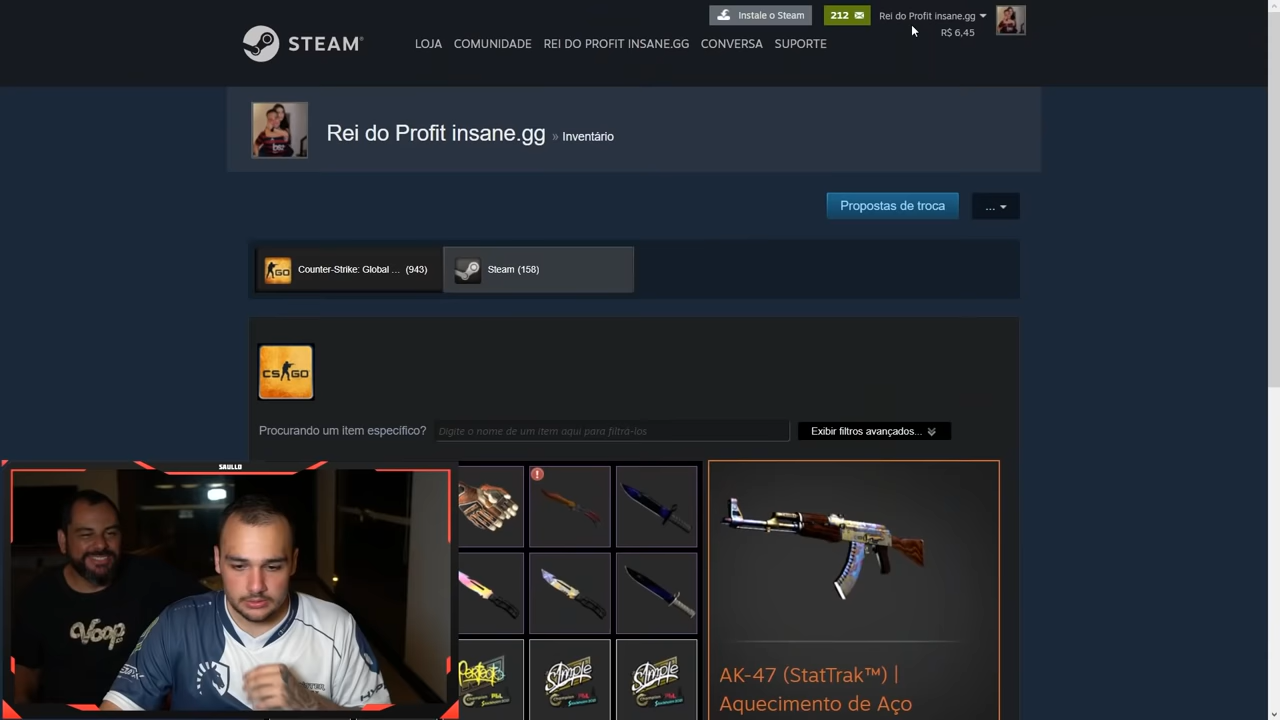 Instale o Steam
212
Rei do Profit insane.gg
R$ 6,45
STEAM®
LOJA COMUNIDADE REI DO PROFIT INSANE.GG CONVERSA SUPORTE
Rei do Profit insane.gg » Inventário
Propostas de troca
...
Counter-Strike: Global ... (943)
Steam (158)
CS GO
Procurando um item específico?
Digite o nome de um item aqui para filtrá-los
Exibir filtros avançados...
SAULLO
Voop
AK-47 (StatTrak™) |
Aquecimento de Aço